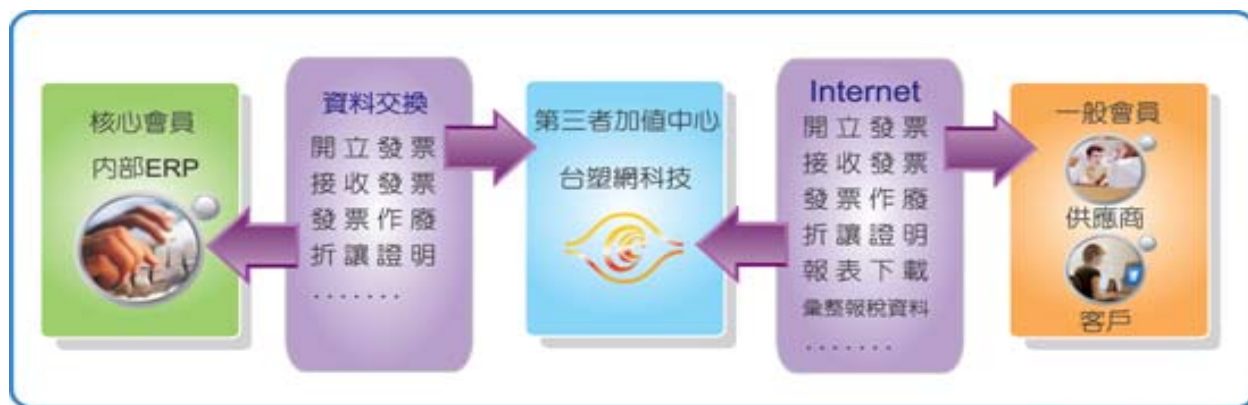 核心會員
內部ERP
資料交換
開立發票
接收發票
發票作廢
折讓證明
.......
第三者加值中心
台塑網科技
Internet
開立發票
接收發票
發票作廢
折讓證明
報表下載
彙整報稅資料
.......
一般會員
供應商
客戶